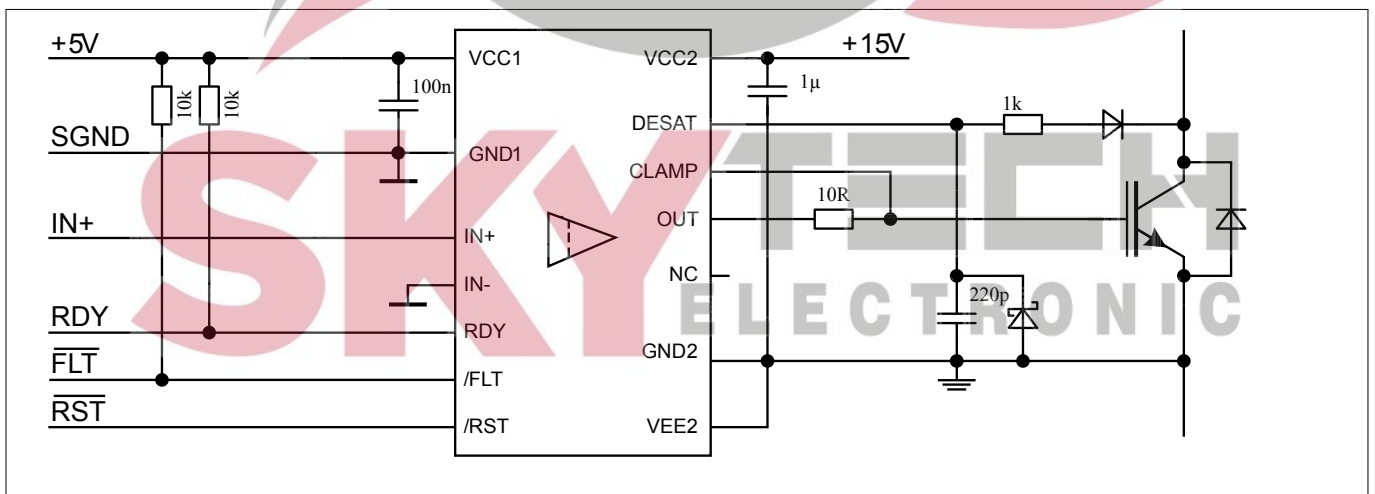 +5V
+15V
VCC1
VCC2
10k
10k
100n
1µ
SGND
GND1
DESAT
1k
CLAMP
SKYTECH
ELECTRONIC
IN+
IN+
OUT
10R
IN-
NC
220p
RDY
RDY
GND2
FLT
/FLT
RST
/RST
VEE2